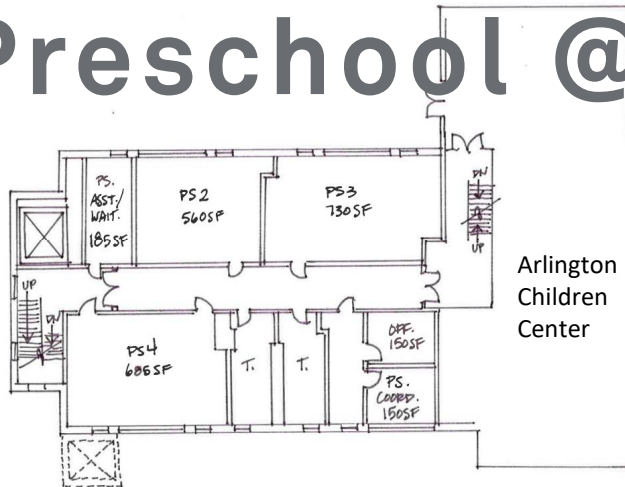 Preschool @
PS.
ASST./
WAIT.
185SF
PS2
560SF
PS3
730SF
DN
UP
Arlington
Children
Center
UP
DN
PS4
685SF
T.
T.
OFF.
150SF
PS.
COORD.
150SF